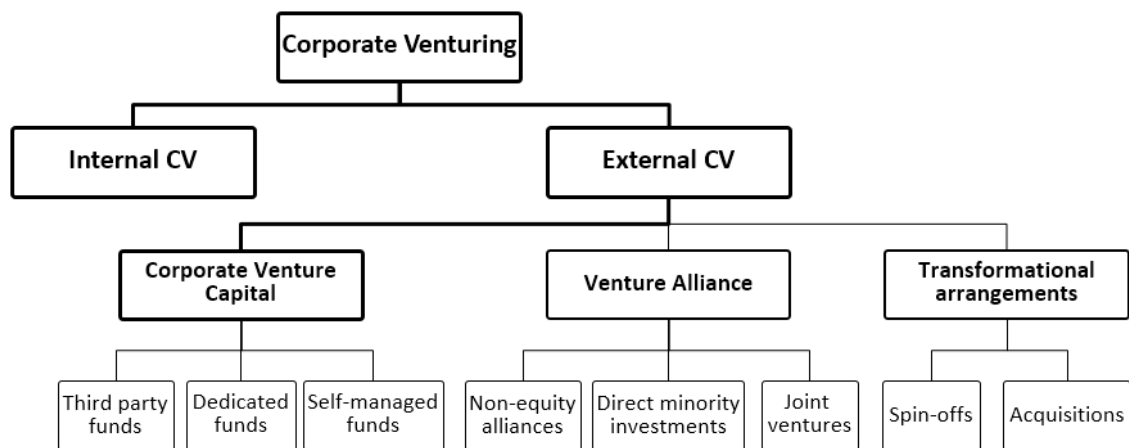 Corporate Venturing
Internal CV
External CV
Corporate Venture
Capital
Venture Alliance
Transformational
arrangements
Third party
funds
Dedicated
funds
Self-managed
funds
Non-equity
alliances
Direct minority
investments
Joint
ventures
Spin-offs
Acquisitions